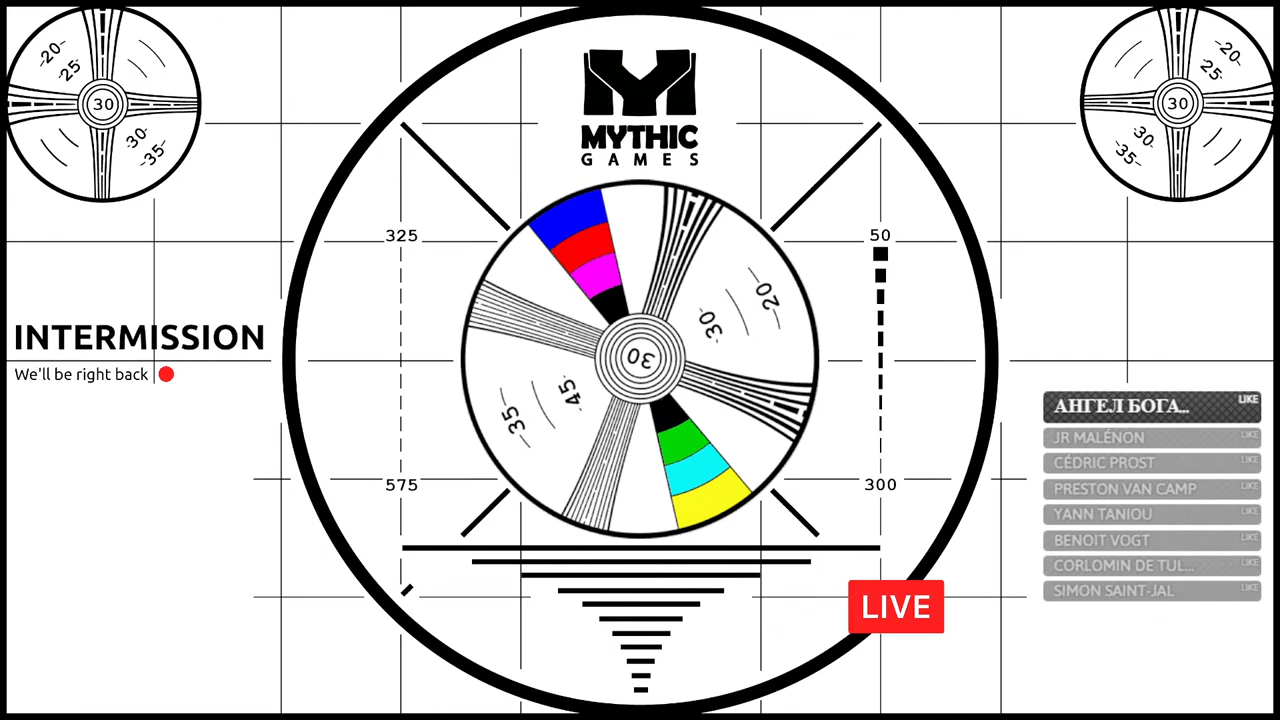 -20-
25-
30
-30-
-35-
MYTHIC
GAMES
-20-
25-
30
30-
-35-
325
50
-20-
-30-
30
-45-
-35-
INTERMISSION
We'll be right back
575
300
LIVE
АНГЕЛ БОГА... LIKE
JR MALÉNON LIKE
CÉDRIC PROST LIKE
PRESTON VAN CAMP LIKE
YANN TANIOU LIKE
BENOIT VOGT LIKE
CORLOMIN DE TUL... LIKE
SIMON SAINT-JAL LIKE